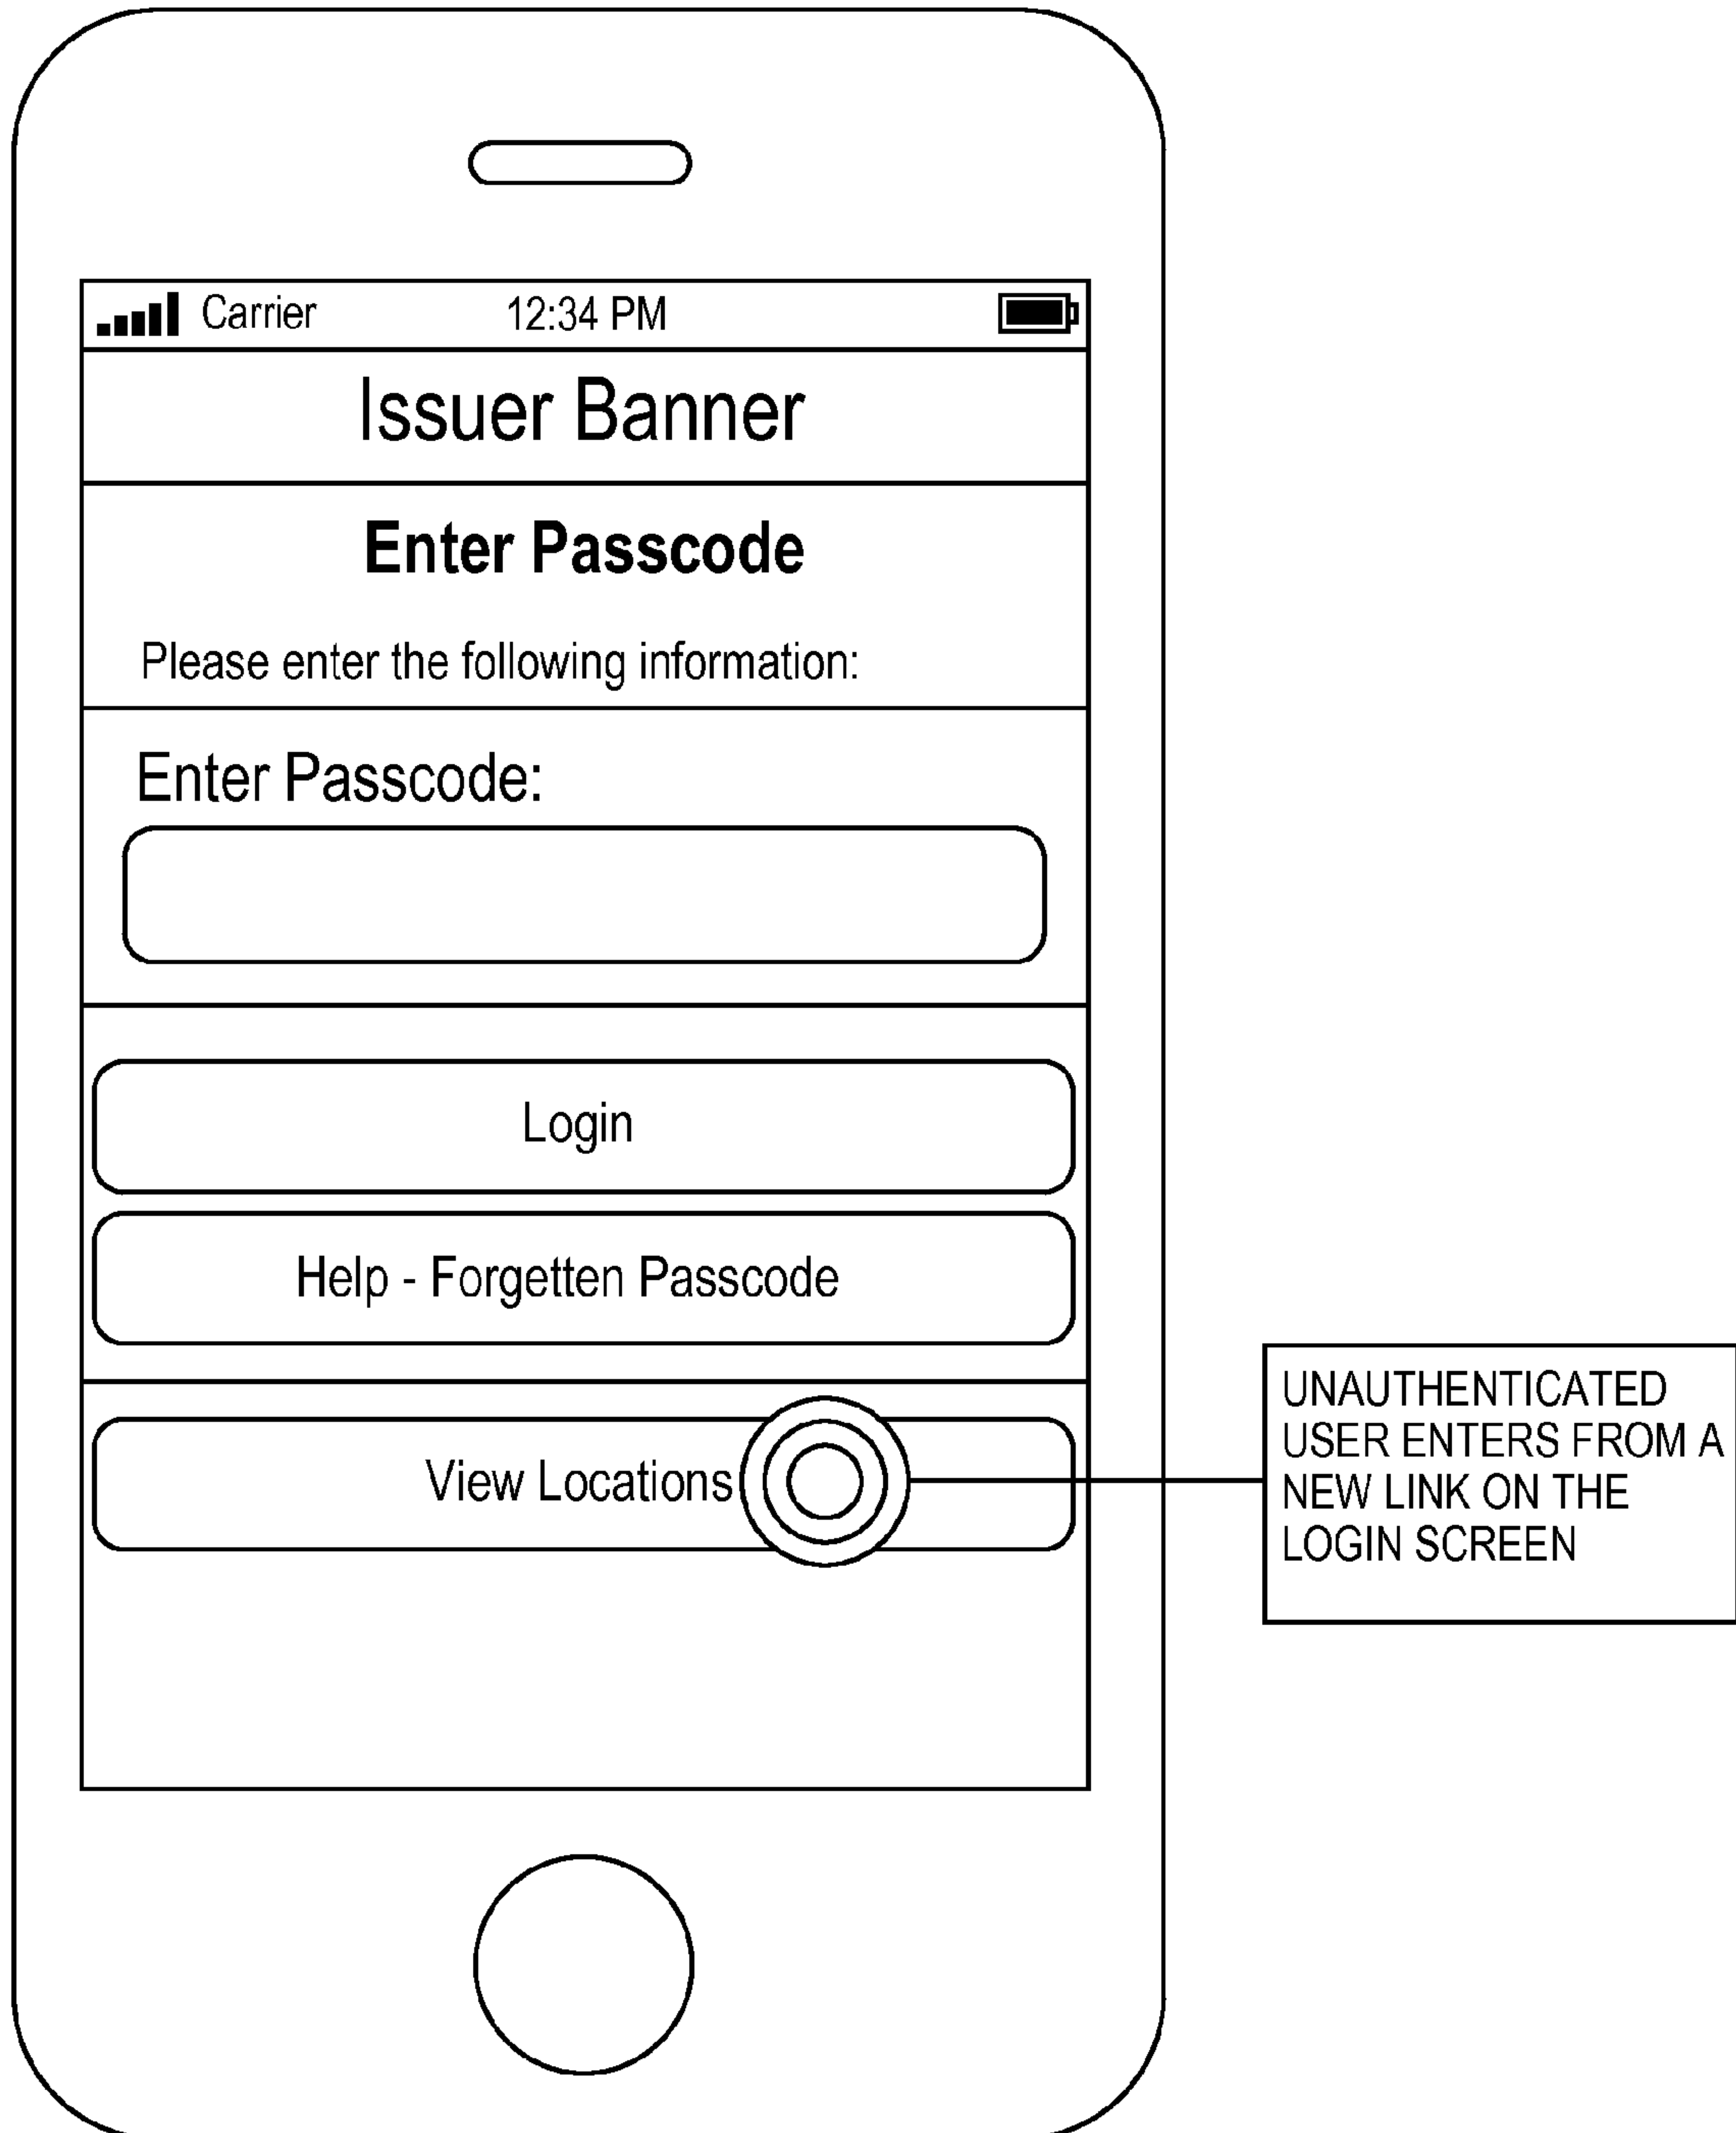 Carrier 12:34 PM
Issuer Banner
Enter Passcode
Please enter the following information:
Enter Passcode:
Login
Help - Forgetten Passcode
View Locations
UNAUTHENTICATED
USER ENTERS FROM A
NEW LINK ON THE
LOGIN SCREEN